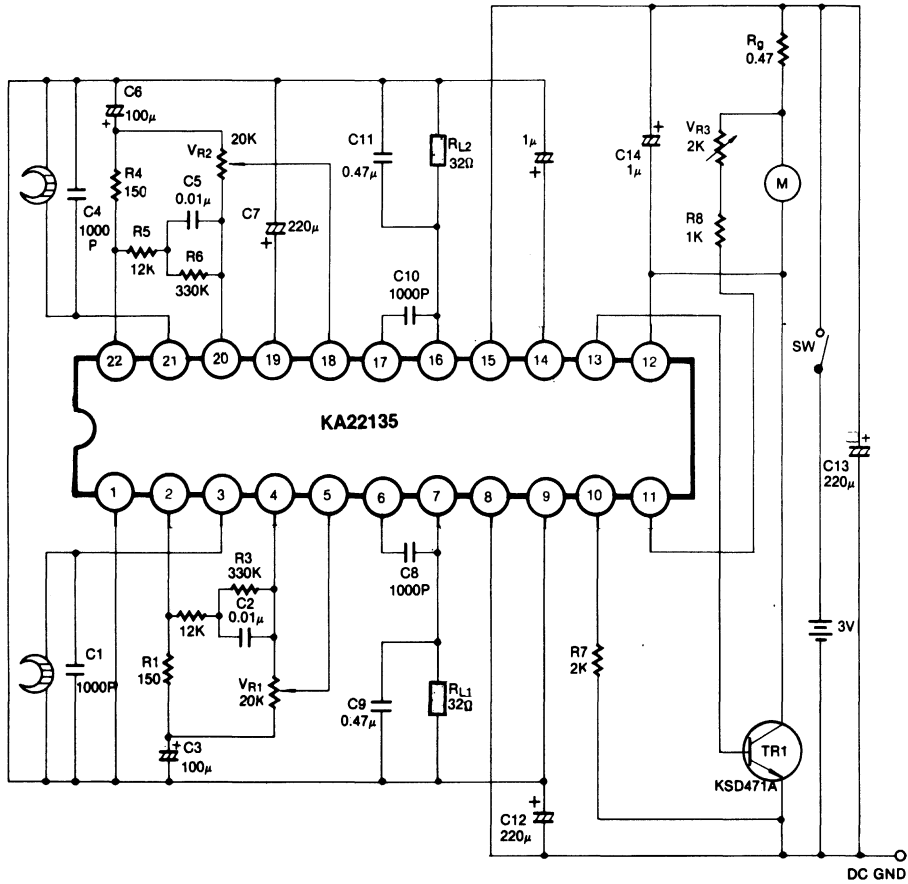 Rg
0.47
C6
+
100μ
20K
VR2
C11
0.47μ
RL2
32Ω
1μ
+
+
C14
1μ
VR3
2K
M
R4
150
C5
0.01μ
C4
1000
P
C7
220μ
+
R8
1K
R5
12K
R6
330K
C10
1000P
SW
22
21
20
19
18
17
16
15
14
13
12
KA22135
+
C13
220μ
1
2
3
4
5
6
7
8
9
10
11
R3
330K
C8
1000P
C2
0.01μ
12K
3V
C1
1000P
R1
150
VR1
20K
C9
0.47μ
RL1
32Ω
R7
2K
+
C3
100μ
TR1
KSD471A
+
C12
220μ
DC GND